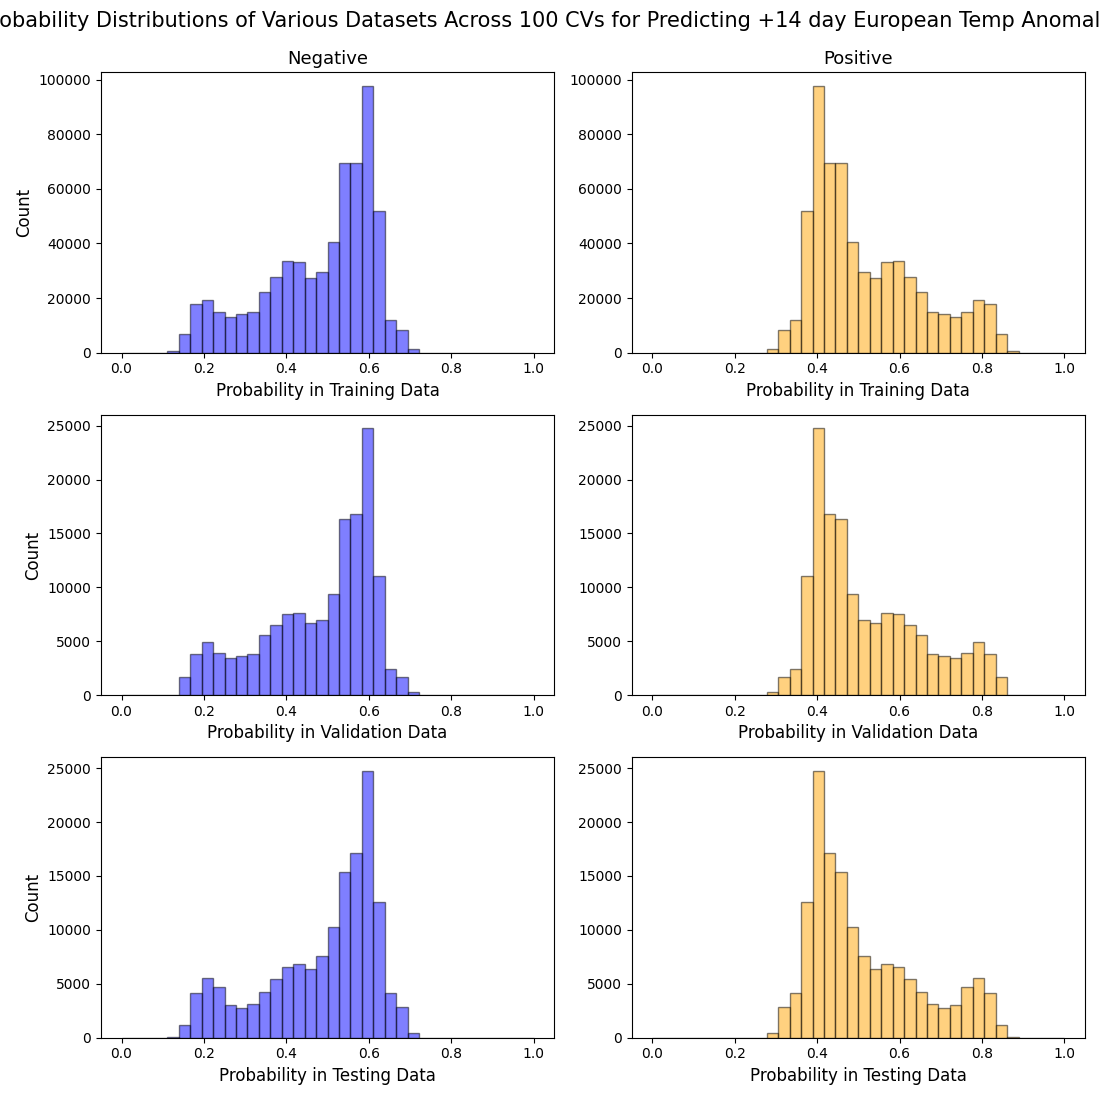 obability Distributions of Various Datasets Across 100 CVs for Predicting +14 day European Temp Anomal
Negative
Positive
100000
80000
60000
40000
20000
0
Count
0.0 0.2 0.4 0.6 0.8 1.0
Probability in Training Data
100000
80000
60000
40000
20000
0
0.0 0.2 0.4 0.6 0.8 1.0
Probability in Training Data
25000
20000
15000
10000
5000
0
Count
0.0 0.2 0.4 0.6 0.8 1.0
Probability in Validation Data
25000
20000
15000
10000
5000
0
0.0 0.2 0.4 0.6 0.8 1.0
Probability in Validation Data
25000
20000
15000
10000
5000
0
Count
0.0 0.2 0.4 0.6 0.8 1.0
Probability in Testing Data
25000
20000
15000
10000
5000
0
0.0 0.2 0.4 0.6 0.8 1.0
Probability in Testing Data